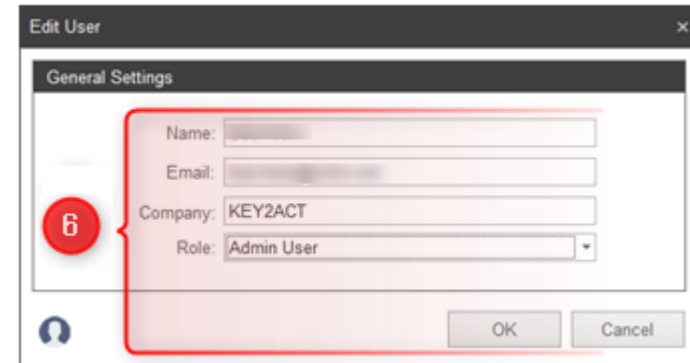 Edit User
×
General Settings
Name:
Email:
6
Company: KEY2ACT
Role: Admin User
OK Cancel